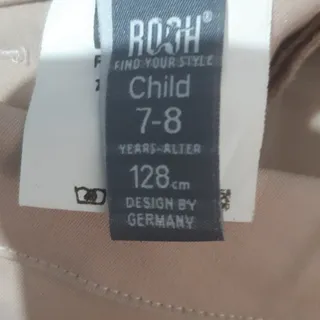 ROOH®
FIND YOUR STYLE
Child
7-8
YEARS-ALTER
128cm
DESIGN BY
GERMANY